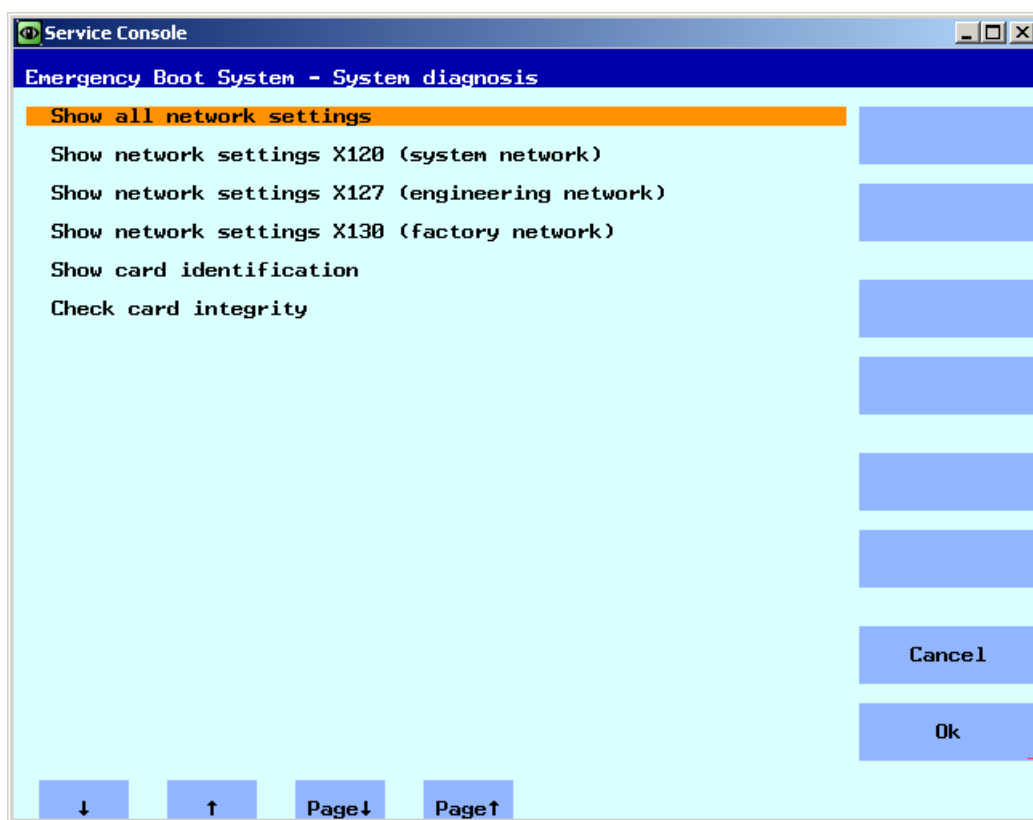 Service Console
Emergency Boot System - System diagnosis
Show all network settings
Show network settings X120 (system network)
Show network settings X127 (engineering network)
Show network settings X130 (factory network)
Show card identification
Check card integrity
Cancel
Ok
↓ ↑ Page↓ Page↑